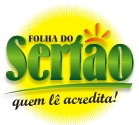 FOLHA DO
Sertão
quem lê acredita!